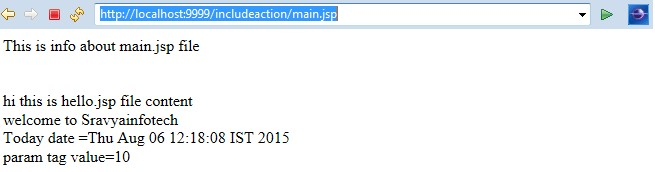 http://localhost:9999/includeaction/main.jsp
This is info about main.jsp file
hi this is hello.jsp file content
welcome to Sravyainfotech
Today date =Thu Aug 06 12:18:08 IST 2015
param tag value=10